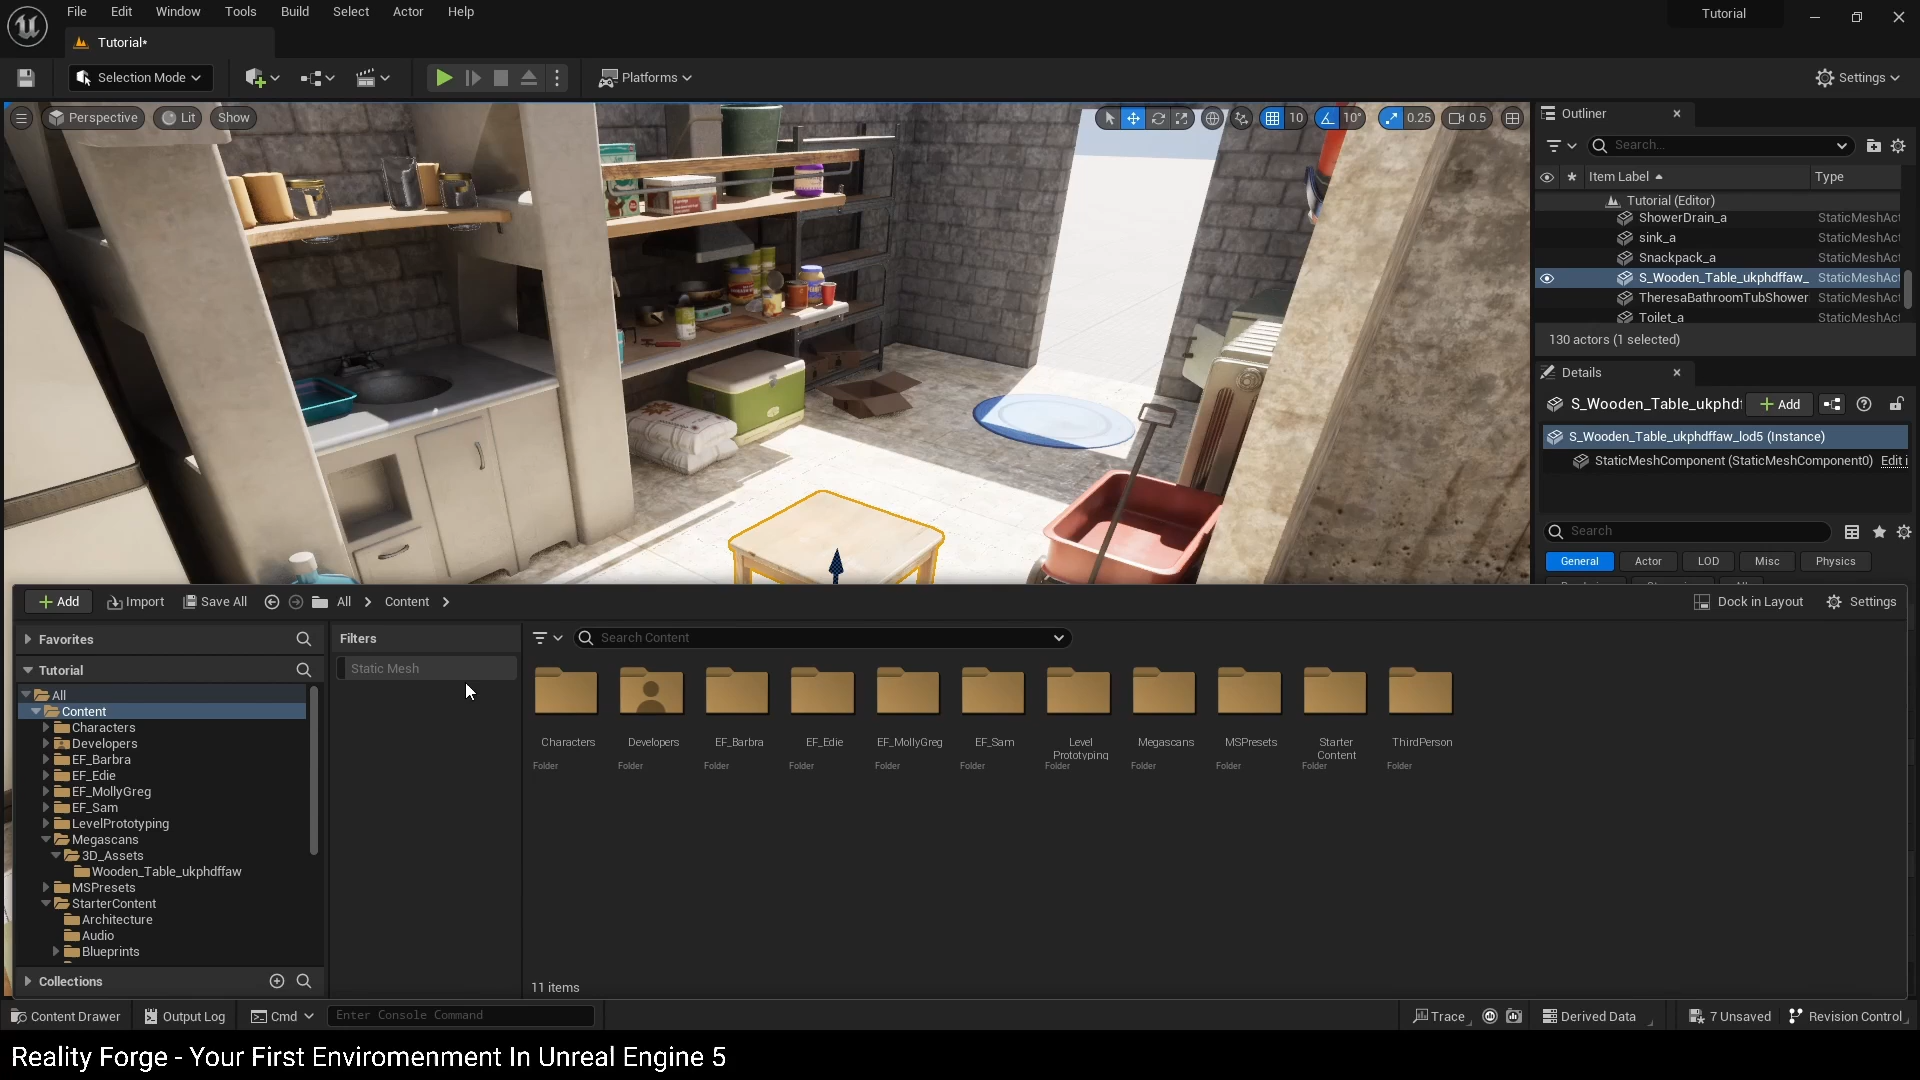 File Edit Window Tools Build Select Actor Help
Tutorial
Tutorial*
Selection Mode
Platforms
Settings
Perspective Lit Show
10 10° 0.25 0.5
Outliner
Search...
Item Label Type
Tutorial (Editor)
ShowerDrain_a StaticMeshAct
sink_a StaticMeshAct
Snackpack_a StaticMeshAct
S_Wooden_Table_ukphdffaw_ StaticMeshAct
TheresaBathroomTubShower StaticMeshAct
Toilet_a StaticMeshAct
130 actors (1 selected)
Details
S_Wooden_Table_ukphdf Add
S_Wooden_Table_ukphdffaw_lod5 (Instance)
StaticMeshComponent (StaticMeshComponent0) Edit i
Search
General Actor LOD Misc Physics
Add Import Save All All Content
Dock in Layout Settings
Favorites
Tutorial
All
Content
Characters
Developers
EF_Barbra
EF_Edie
EF_MollyGreg
EF_Sam
LevelPrototyping
Megascans
3D_Assets
Wooden_Table_ukphdffaw
MSPresets
StarterContent
Architecture
Audio
Blueprints
Collections
Filters
Static Mesh
Search Content
Characters Developers EF_Barbra EF_Edie EF_MollyGreg EF_Sam Level Megascans MSPresets Starter ThirdPerson
Prototyping Content
Folder Folder Folder Folder Folder Folder Folder Folder Folder Folder Folder
11 items
Content Drawer Output Log Cmd Enter Console Command
Trace Derived Data 7 Unsaved Revision Control
Reality Forge - Your First Enviromenment In Unreal Engine 5